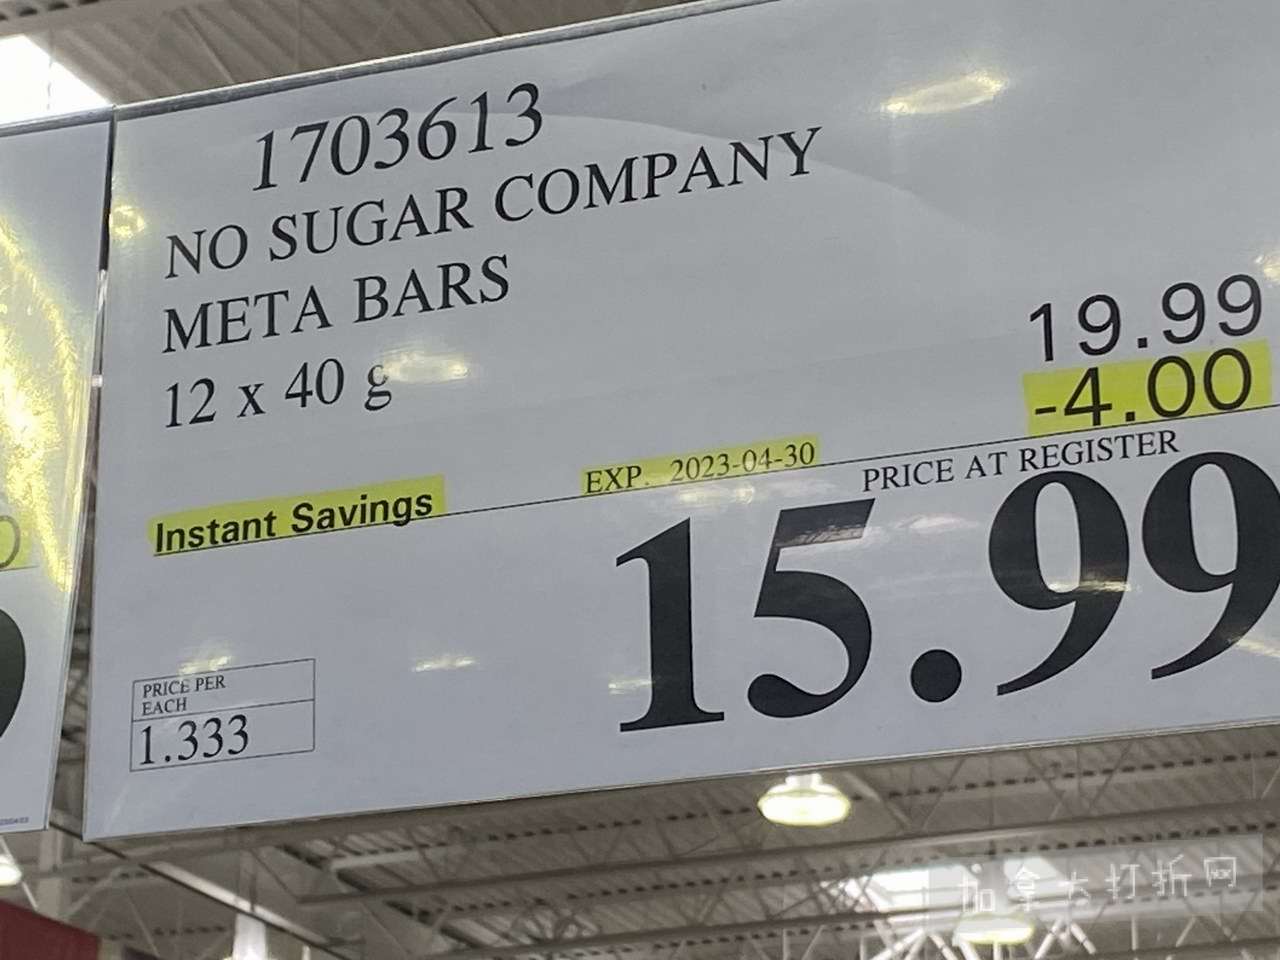 1703613
NO SUGAR COMPANY
META BARS
12 x 40 g
19.99
-4.00
Instant Savings
EXP. 2023-04-30
PRICE AT REGISTER
15.99
PRICE PER
EACH
1.333
加拿大打折网